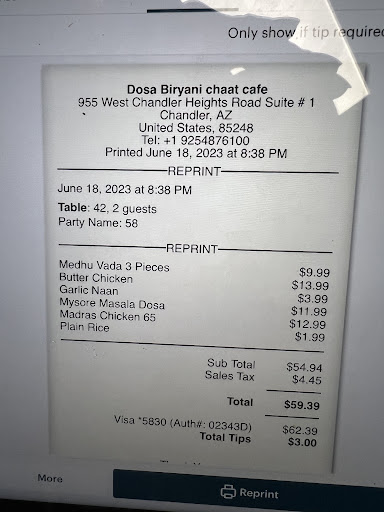 Only show if tip require
Dosa Biryani chaat cafe
955 West Chandler Heights Road Suite # 1
Chandler, AZ
United States, 85248
Tel: +1 9254876100
Printed June 18, 2023 at 8:38 PM
REPRINT
June 18, 2023 at 8:38 PM
Table: 42, 2 guests
Party Name: 58
REPRINT
Medhu Vada 3 Pieces $9.99
Butter Chicken $13.99
Garlic Naan $3.99
Mysore Masala Dosa $11.99
Madras Chicken 65 $12.99
Plain Rice $1.99
Sub Total $54.94
Sales Tax $4.45
Total $59.39
Visa *5830 (Auth#: 02343D) $62.39
Total Tips $3.00
More
Reprint